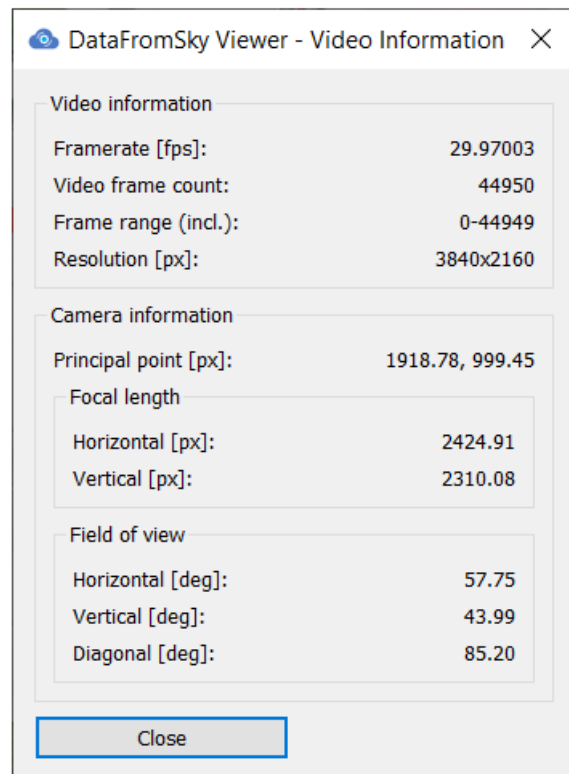 DataFromSky Viewer - Video Information
Video information
Framerate [fps]: 29.97003
Video frame count: 44950
Frame range (incl.): 0-44949
Resolution [px]: 3840x2160
Camera information
Principal point [px]: 1918.78, 999.45
Focal length
Horizontal [px]: 2424.91
Vertical [px]: 2310.08
Field of view
Horizontal [deg]: 57.75
Vertical [deg]: 43.99
Diagonal [deg]: 85.20
Close